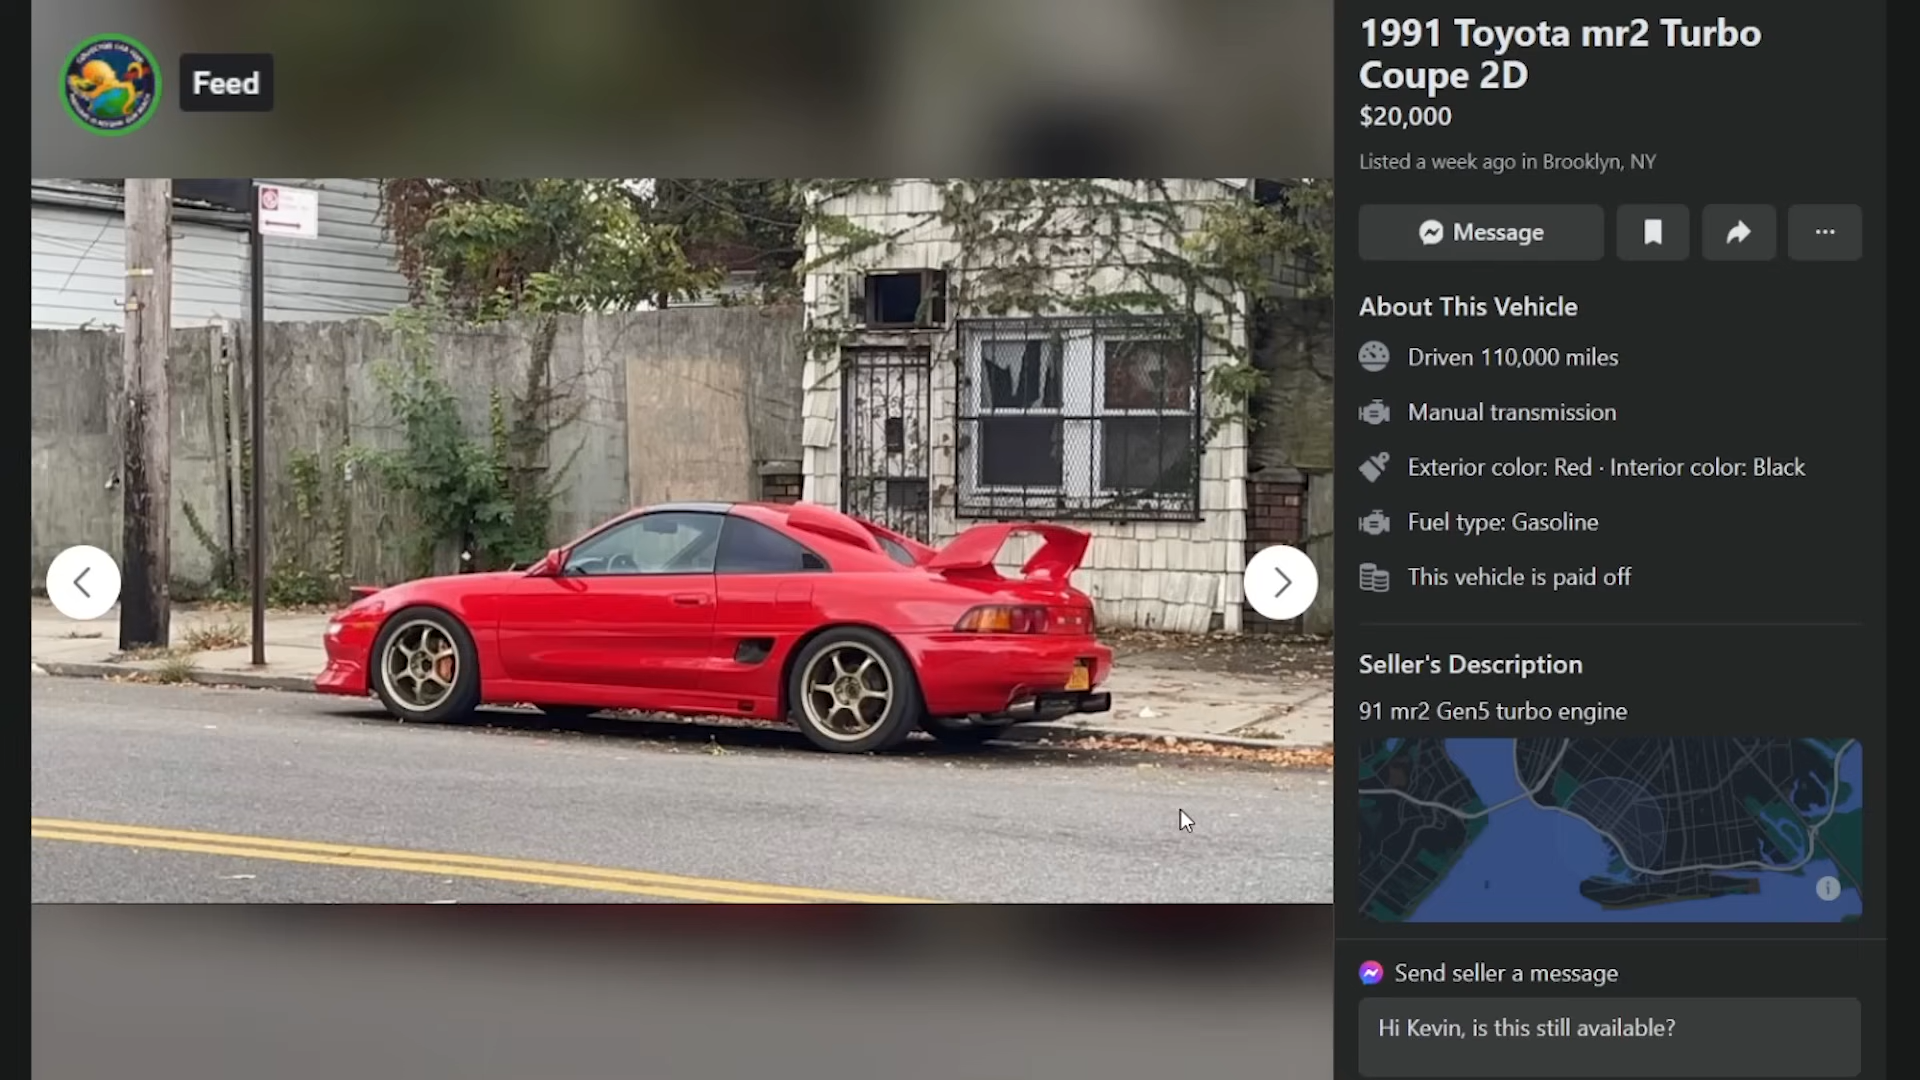 Feed
1991 Toyota mr2 Turbo
Coupe 2D
$20,000
Listed a week ago in Brooklyn, NY
Message
About This Vehicle
Driven 110,000 miles
Manual transmission
Exterior color: Red · Interior color: Black
Fuel type: Gasoline
This vehicle is paid off
Seller's Description
91 mr2 Gen5 turbo engine
Send seller a message
Hi Kevin, is this still available?